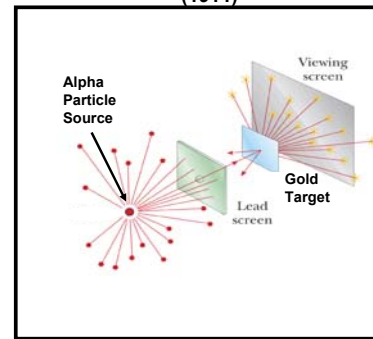 Viewing
screen
Alpha
Particle
Source
Gold
Target
Lead
screen